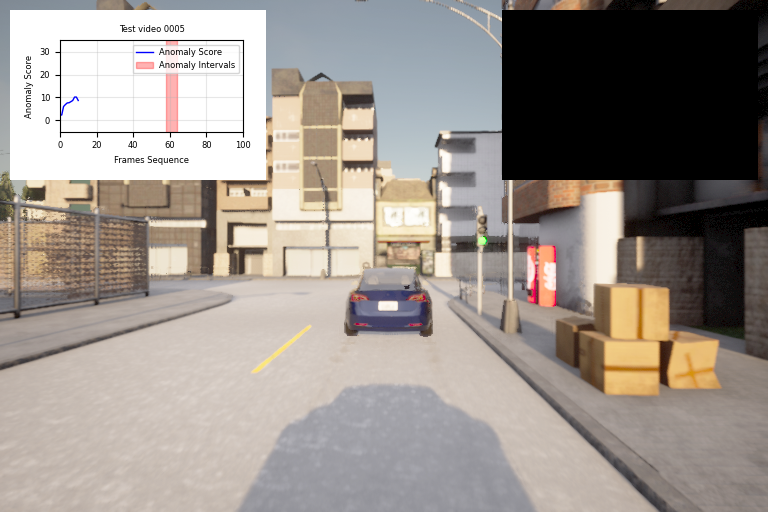 Test video 0005
Anomaly Score
30
20
10
0
Anomaly Score
Anomaly Intervals
0 20 40 60 80 100
Frames Sequence